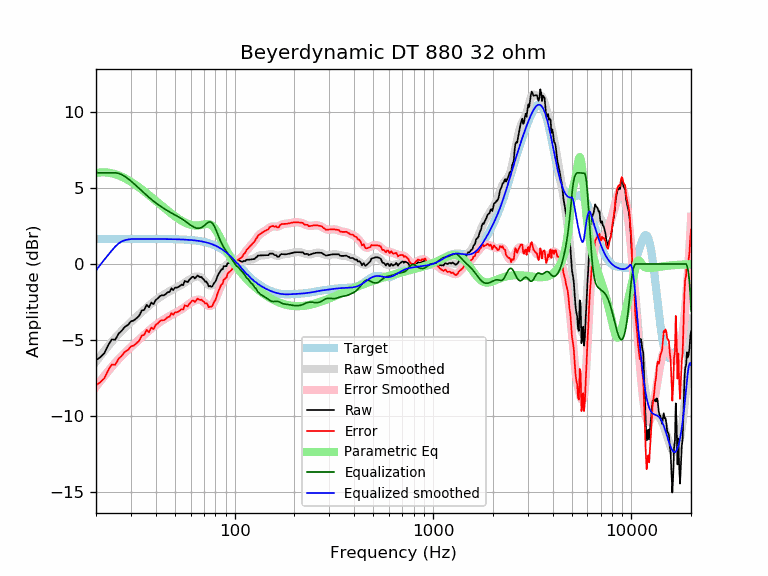 Beyerdynamic DT 880 32 ohm
10
5
0
−5
−10
−15
Amplitude (dBr)
Target
Raw Smoothed
Error Smoothed
Raw
Error
Parametric Eq
Equalization
Equalized smoothed
100
1000
10000
Frequency (Hz)